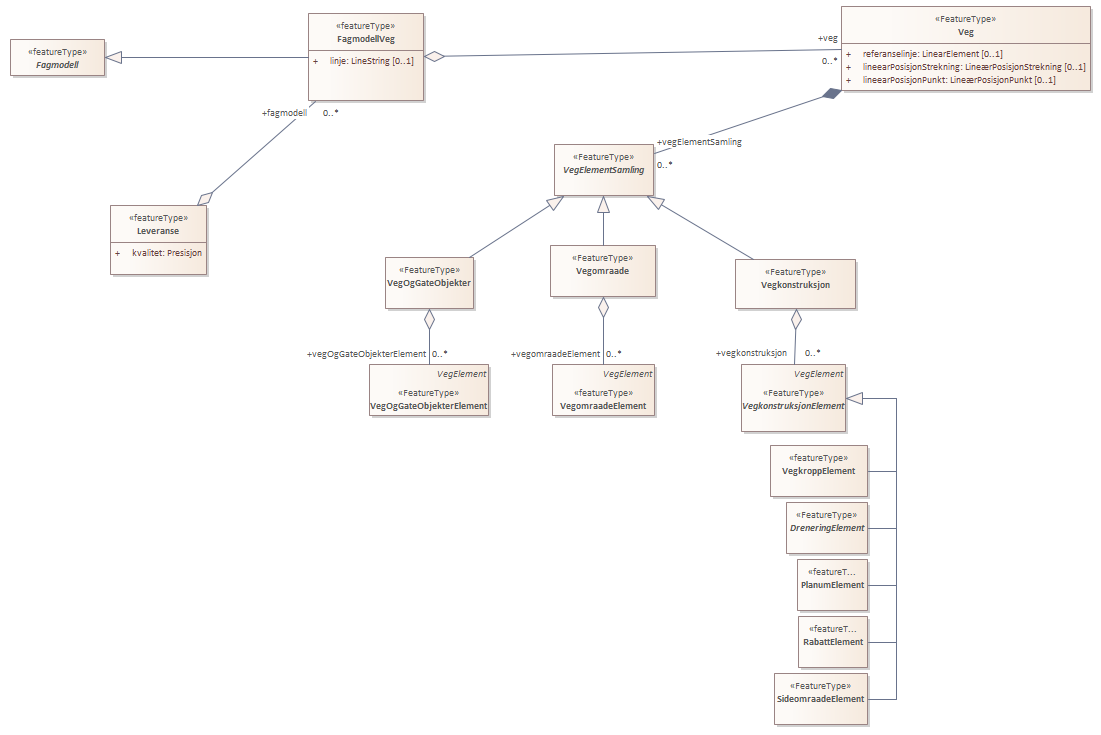 «featureType»
Fagmodell
«featureType»
FagmodellVeg
+ linje: LineString [0..1]
+veg
0..*
«FeatureType»
Veg
+ referanselinje: LinearElement [0..1]
+ lineearPosisjonStrekning: LineærPosisjonStrekning [0..1]
+ lineearPosisjonPunkt: LineærPosisjonPunkt [0..1]
+fagmodell 0..*
+vegElementSamling
0..*
«FeatureType»
VegElementSamling
«featureType»
Leveranse
+ kvalitet: Presisjon
«FeatureType»
VegOgGateObjekter
«FeatureType»
Vegomraade
«FeatureType»
Vegkonstruksjon
+vegOgGateObjekterElement 0..*
+vegomraadeElement 0..*
+vegkonstruksjon 0..*
VegElement
«FeatureType»
VegOgGateObjekterElement
VegElement
«featureType»
VegomraadeElement
VegElement
«FeatureType»
VegkonstruksjonElement
«featureType»
VegkroppElement
«FeatureType»
DreneringElement
«featureT...
PlanumElement
«featureT...
RabattElement
«FeatureType»
SideomraadeElement